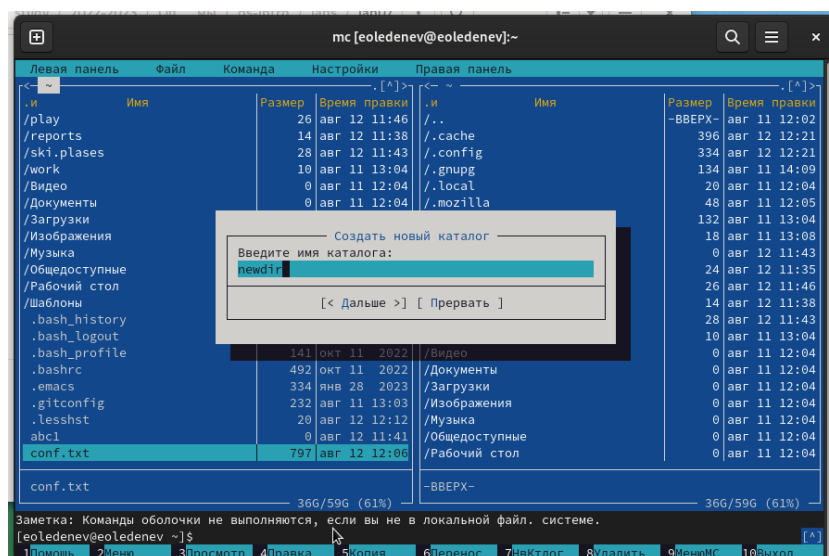 mc [eoledenev@eoledenev]:~
Левая панель Файл Команда Настройки Правая панель
<— ~ .[^]> <— ~ .[^]>
.и Имя Размер Время правки .и Имя Размер Время правки
/play 26 авг 12 11:46 /.. -ВВЕРХ- авг 11 12:02
/reports 14 авг 12 11:38 /.cache 396 авг 12 12:21
/ski.plases 28 авг 12 11:43 /.config 334 авг 12 12:21
/work 10 авг 11 13:04 /.gnupg 134 авг 11 14:09
/Видео 0 авг 11 12:04 /.local 20 авг 11 12:04
/Документы 0 авг 11 12:04 /.mozilla 48 авг 11 12:05
/Загрузки 132 авг 11 13:04
/Изображения Создать новый каталог 18 авг 11 13:08
/Музыка Введите имя каталога: 0 авг 12 11:43
/Общедоступные newdir 24 авг 12 11:35
/Рабочий стол 26 авг 12 11:46
/Шаблоны [< Дальше >] [ Прервать ] 14 авг 12 11:38
.bash_history 28 авг 12 11:43
.bash_logout 10 авг 11 13:04
.bash_profile 141 окт 11 2022 /Видео 0 авг 11 12:04
.bashrc 492 окт 11 2022 /Документы 0 авг 11 12:04
.emacs 334 янв 28 2023 /Загрузки 0 авг 11 12:04
.gitconfig 232 авг 11 13:03 /Изображения 0 авг 11 12:04
.lesshst 20 авг 12 12:12 /Музыка 0 авг 11 12:04
abc1 0 авг 12 11:41 /Общедоступные 0 авг 11 12:04
conf.txt 797 авг 12 12:06 /Рабочий стол 0 авг 11 12:04
conf.txt -ВВЕРХ-
36G/59G (61%) 36G/59G (61%)
Заметка: Команды оболочки не выполняются, если вы не в локальной файл. системе.
[eoledenev@eoledenev ~]$ [^]
1Помощь 2Меню 3Просмотр 4Правка 5Копия 6Перенос 7НвКтлог 8Удалить 9МенюМС 10Выход